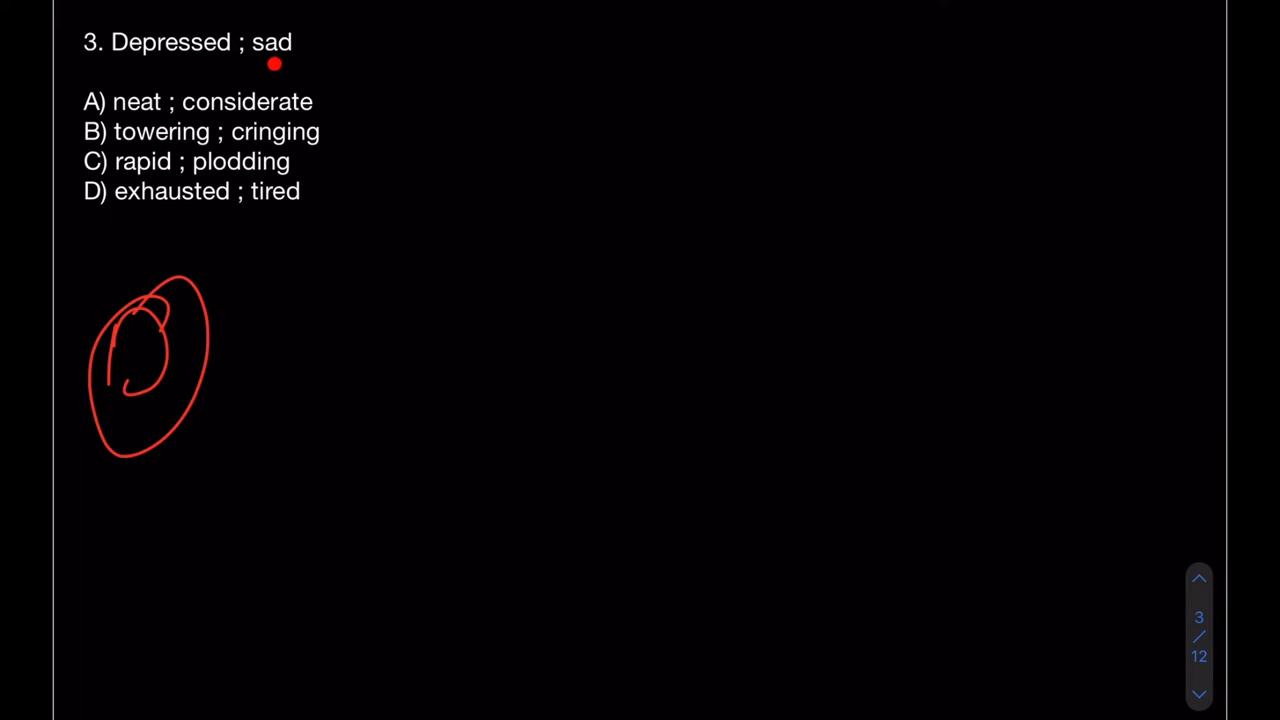 3. Depressed ; sad
A) neat ; considerate
B) towering ; cringing
C) rapid ; plodding
D) exhausted ; tired
D
3
/
12